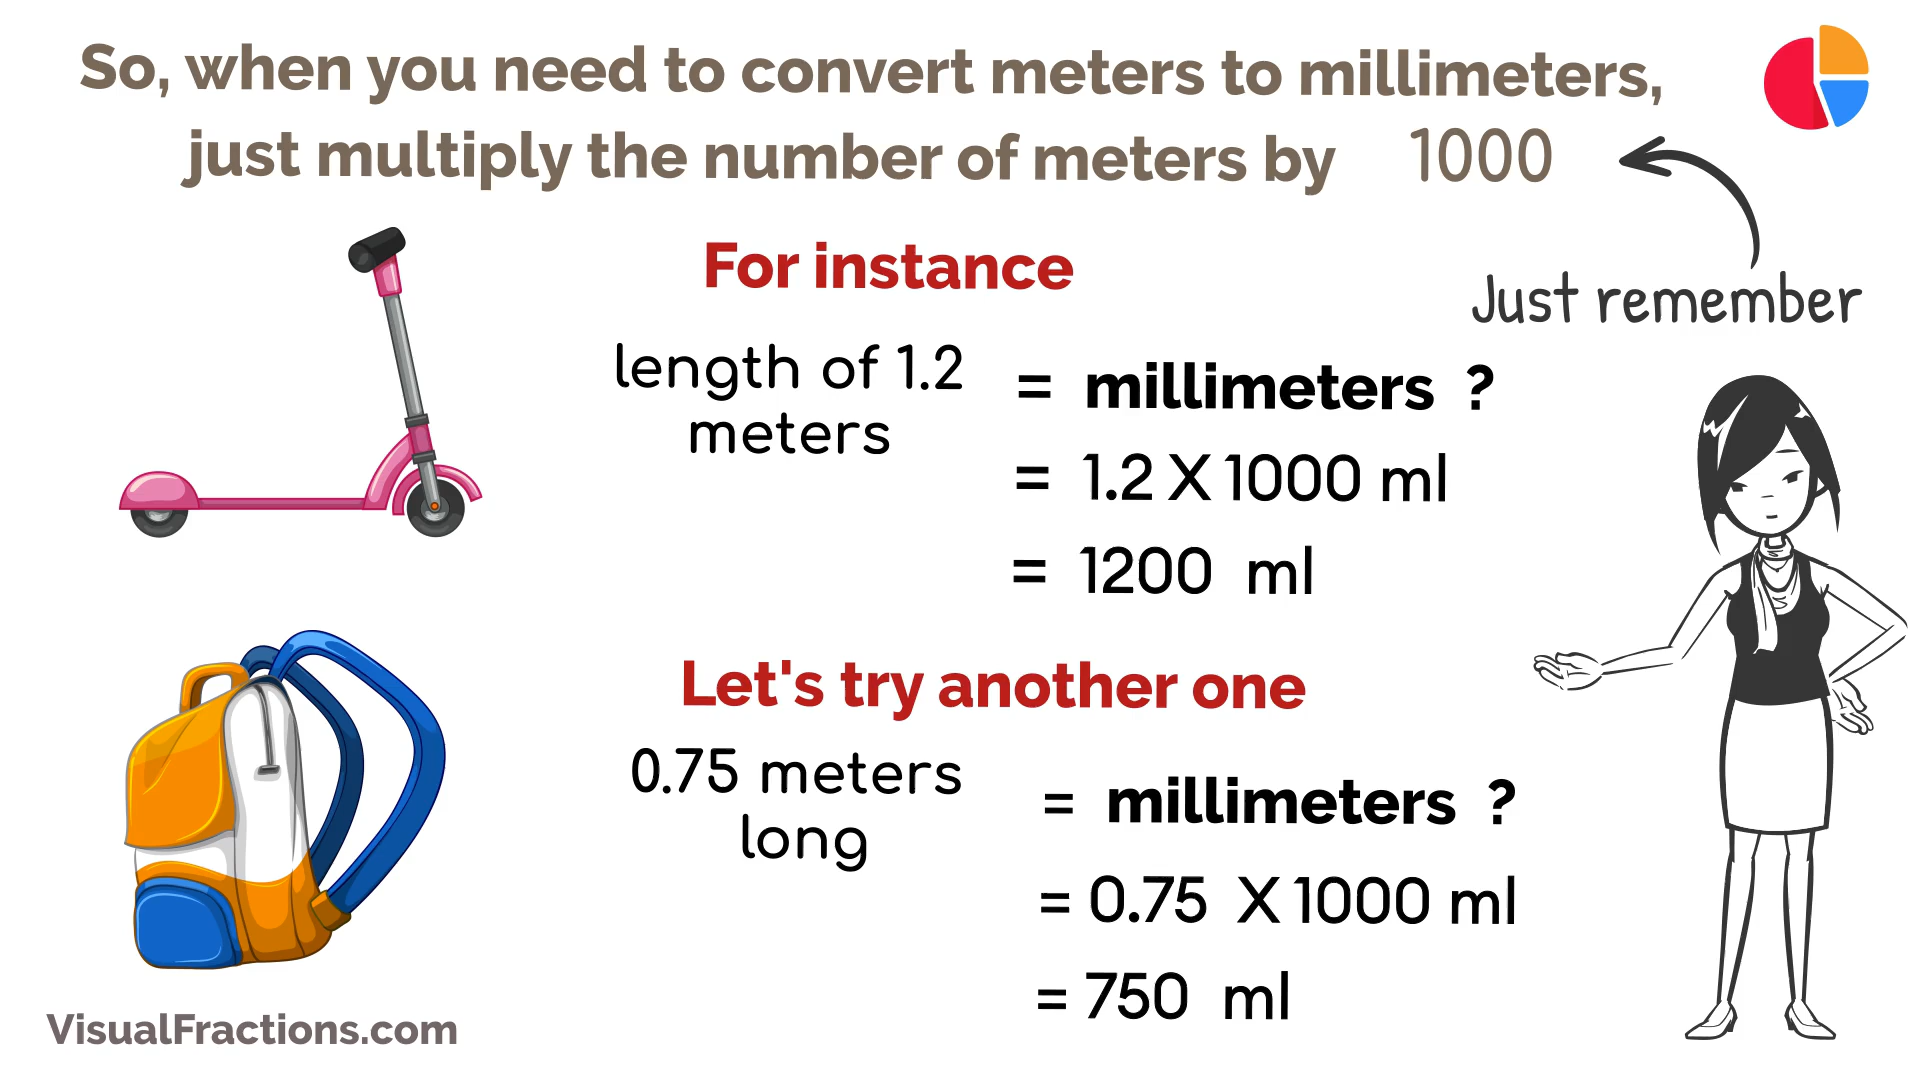 So, when you need to convert meters to millimeters,
just multiply the number of meters by 1000
Just remember
For instance
length of 1.2
meters
= millimeters ?
= 1.2 X 1000 ml
= 1200 ml
Let's try another one
0.75 meters
long
= millimeters ?
= 0.75 X 1000 ml
= 750 ml
VisualFractions.com